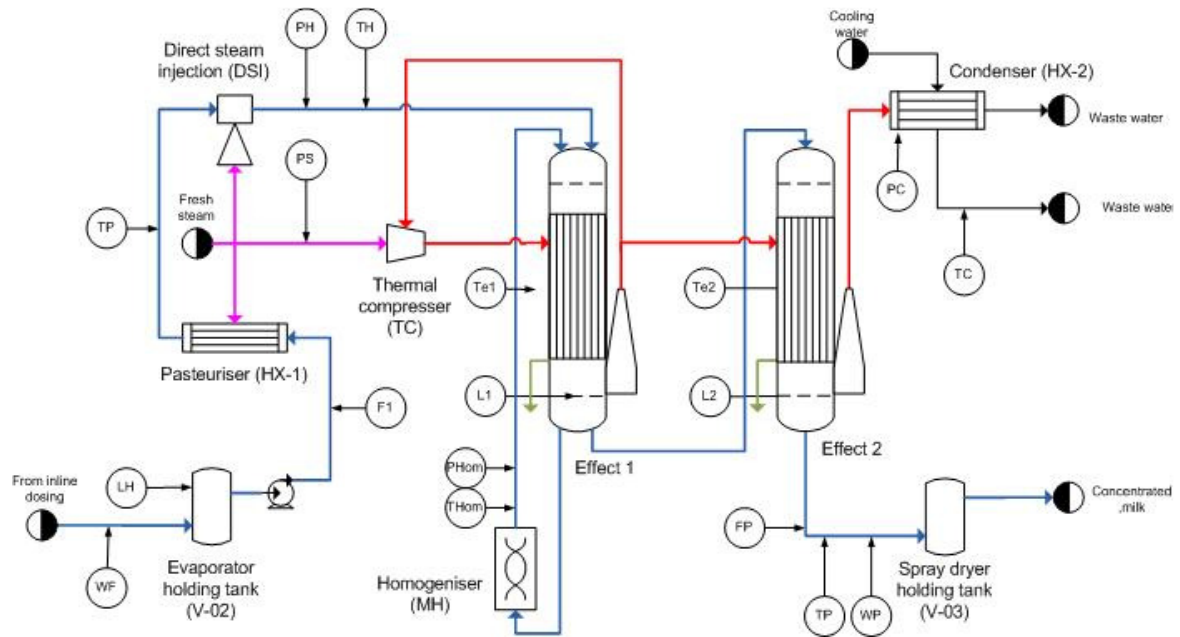 PH
TH
Direct steam
injection (DSI)
Cooling
water
Condenser (HX-2)
Waste water
PS
PC
Fresh
steam
TP
Waste water
Thermal
compresser
(TC)
Te1
Te2
TC
Pasteuriser (HX-1)
F1
L1
L2
Effect 1
Effect 2
PHom
THom
From inline
dosing
LH
WF
Evaporator
holding tank
(V-02)
Homogeniser
(MH)
FP
TP
WP
Spray dryer
holding tank
(V-03)
Concentrated
,milk